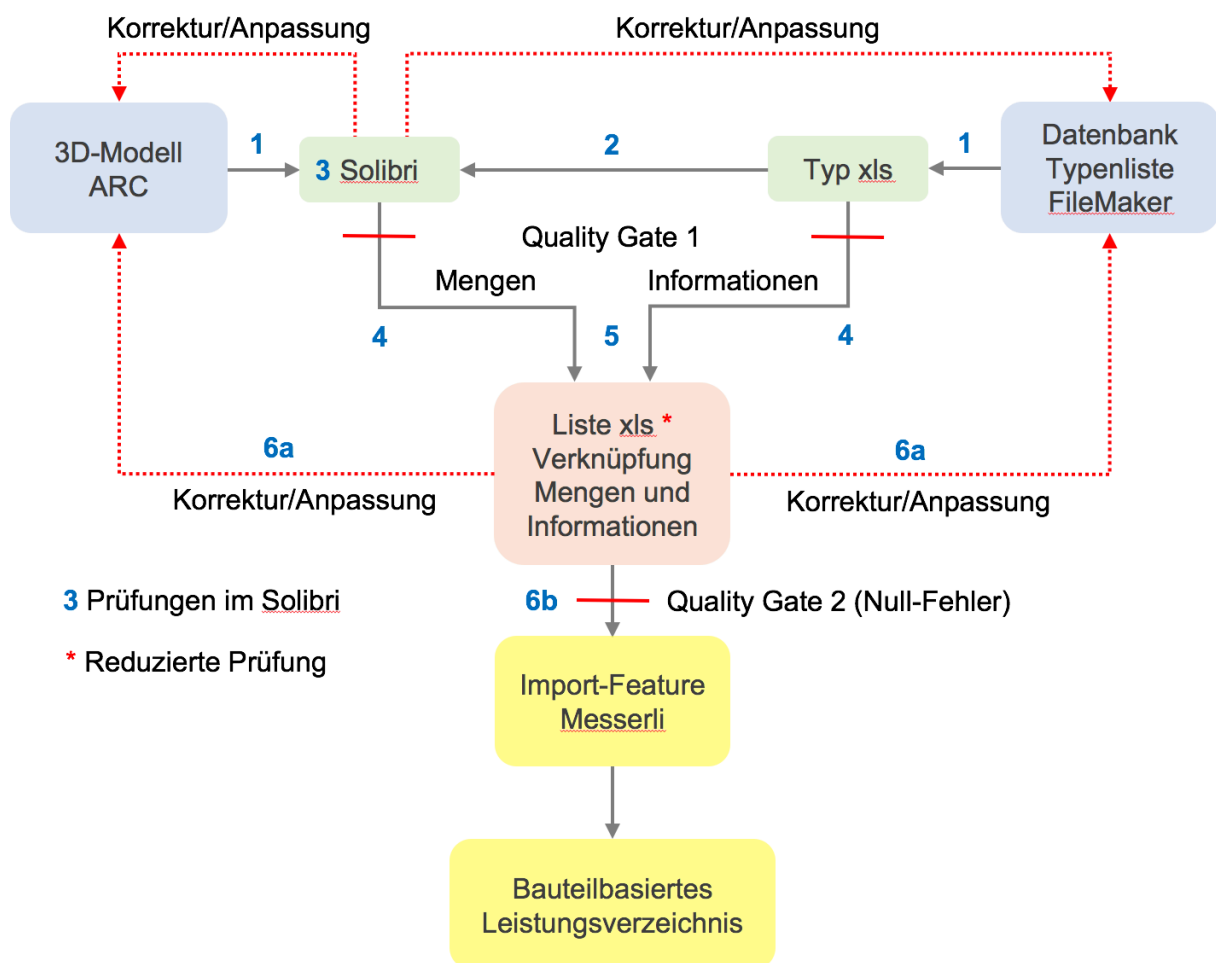 Korrektur/Anpassung
Korrektur/Anpassung
3D-Modell
ARC
1
3 Solibri
2
Typ xls
1
Datenbank
Typenliste
FileMaker
Quality Gate 1
Mengen
Informationen
4
5
4
Liste xls *
Verknüpfung
Mengen und
Informationen
6a
Korrektur/Anpassung
6a
Korrektur/Anpassung
3 Prüfungen im Solibri
* Reduzierte Prüfung
6b
Quality Gate 2 (Null-Fehler)
Import-Feature
Messerli
Bauteilbasiertes
Leistungsverzeichnis